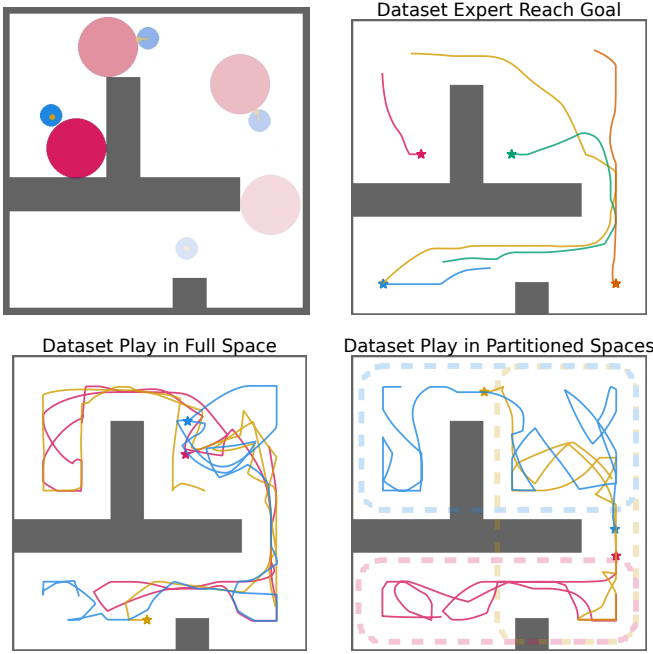 Dataset Expert Reach Goal
Dataset Play in Full Space
Dataset Play in Partitioned Spaces